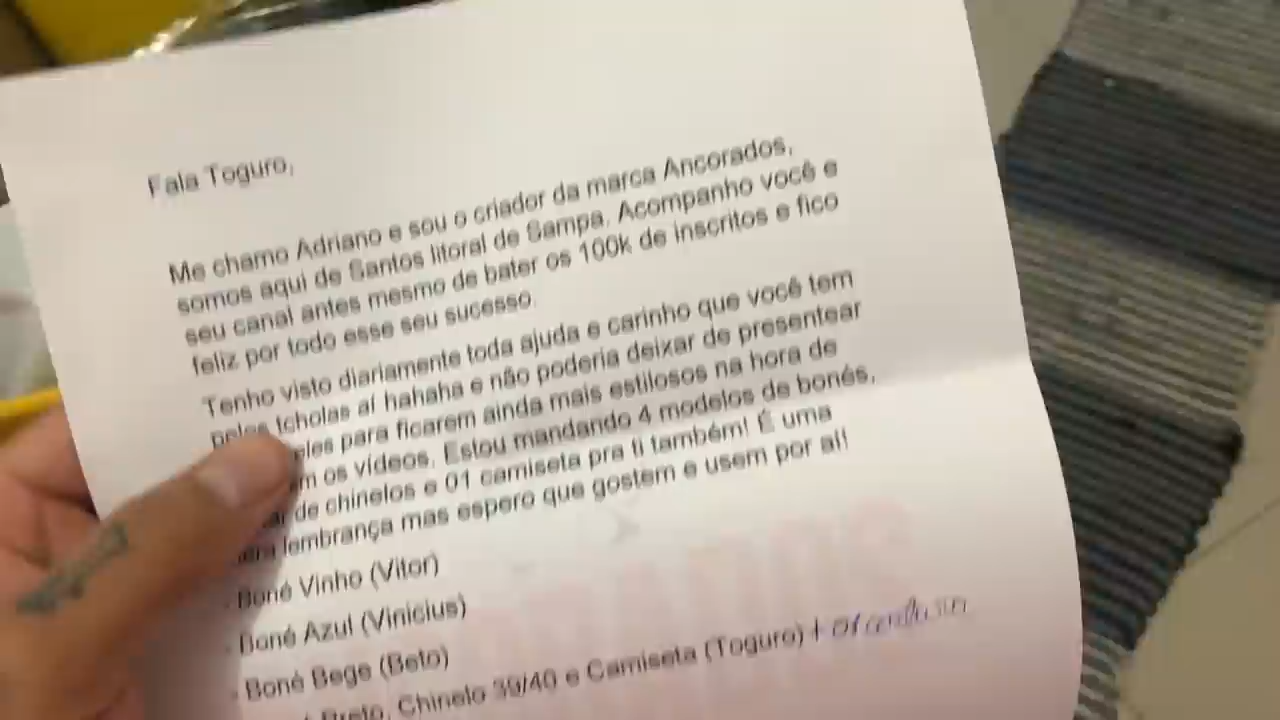 Fala Toguro,
Me chamo Adriano e sou o criador da marca Ancorados,
somos aqui de Santos litoral de Sampa. Acompanho você e
seu canal antes mesmo de bater os 100k de inscritos e fico
feliz por todo esse seu sucesso.
Tenho visto diariamente toda ajuda e carinho que você tem
pelos tcholas aí hahaha e não poderia deixar de presentear
eles para ficarem ainda mais estilosos na hora de
os vídeos. Estou mandando 4 modelos de bonés,
de chinelos e 01 camiseta pra ti também! É uma
lembrança mas espero que gostem e usem por aí!
- Boné Vinho (Vitor)
- Boné Azul (Vinicius)
- Boné Bege (Beto)
Preto, Chinelo 39/40 e Camiseta (Toguro) + 01